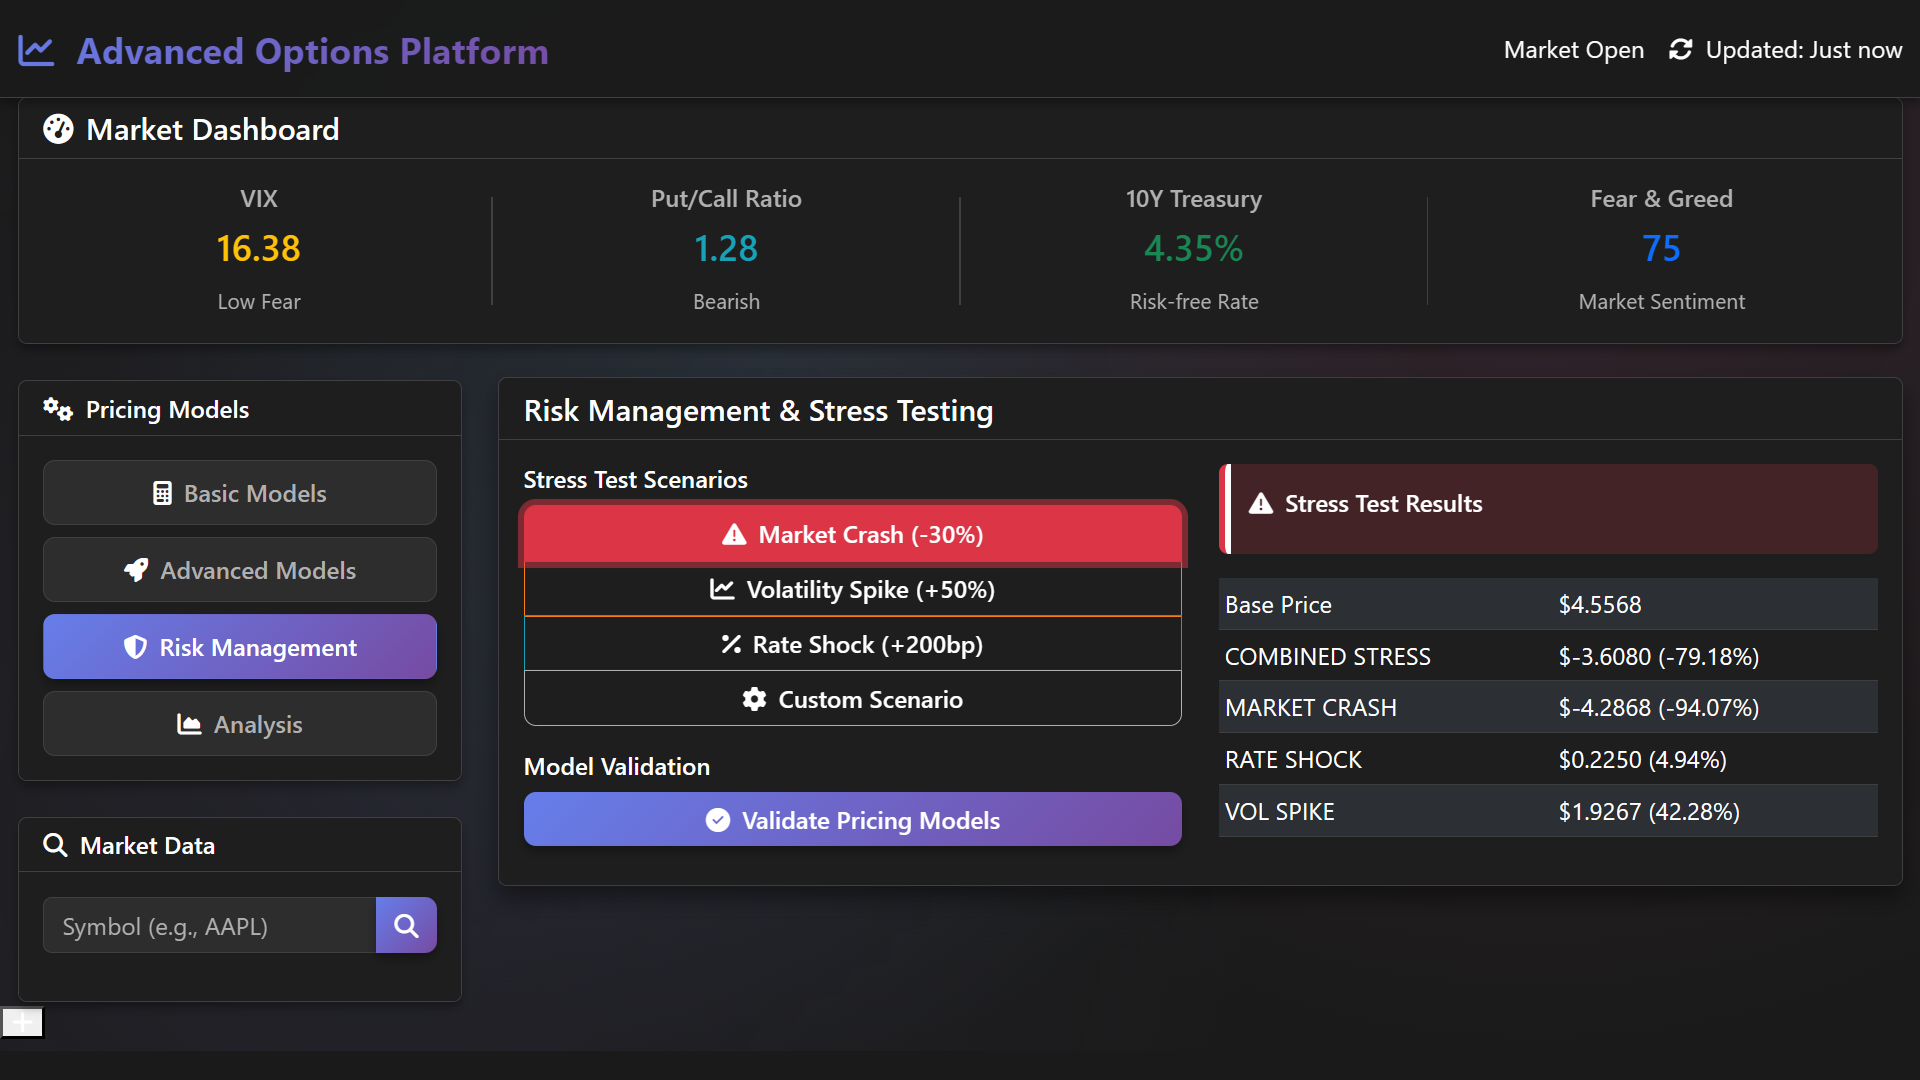 Advanced Options Platform
Market Open Updated: Just now
Market Dashboard
VIX
16.38
Low Fear
Put/Call Ratio
1.28
Bearish
10Y Treasury
4.35%
Risk-free Rate
Fear & Greed
75
Market Sentiment
Pricing Models
Basic Models
Advanced Models
Risk Management
Analysis
Market Data
Symbol (e.g., AAPL)
Risk Management & Stress Testing
Stress Test Scenarios
Market Crash (-30%)
Volatility Spike (+50%)
Rate Shock (+200bp)
Custom Scenario
Model Validation
Validate Pricing Models
Stress Test Results
Base Price $4.5568
COMBINED STRESS $-3.6080 (-79.18%)
MARKET CRASH $-4.2868 (-94.07%)
RATE SHOCK $0.2250 (4.94%)
VOL SPIKE $1.9267 (42.28%)